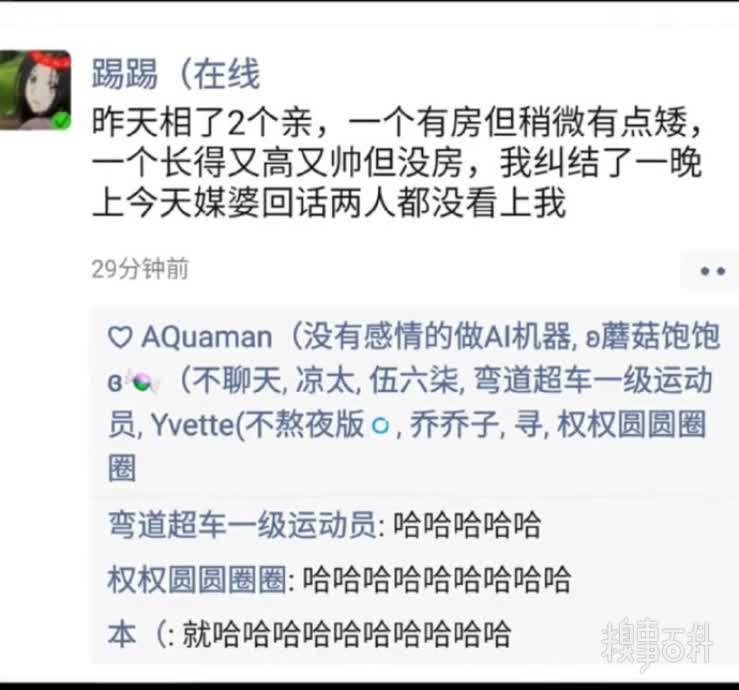 踢踢（在线
昨天相了2个亲，一个有房但稍微有点矮，
一个长得又高又帅但没房，我纠结了一晚
上今天媒婆回话两人都没看上我
29分钟前
♡ AQuaman（没有感情的做AI机器, ʚ蘑菇饱饱
ɞ🍬（不聊天, 凉太, 伍六柒, 弯道超车一级运动
员, Yvette(不熬夜版, 乔乔子, 寻, 权权圆圆圈
圈
弯道超车一级运动员: 哈哈哈哈哈
权权圆圆圈圈: 哈哈哈哈哈哈哈哈哈
本（: 就哈哈哈哈哈哈哈哈哈哈
糗事百科